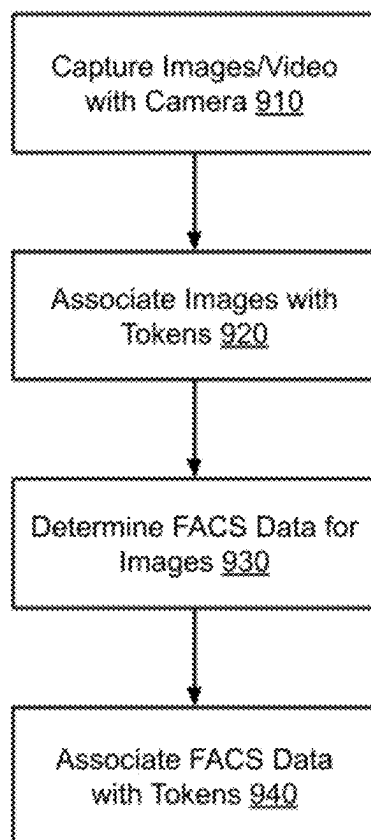 Capture Images/Video
with Camera 910
Associate Images with
Tokens 920
Determine FACS Data for
Images 930
Associate FACS Data
with Tokens 940